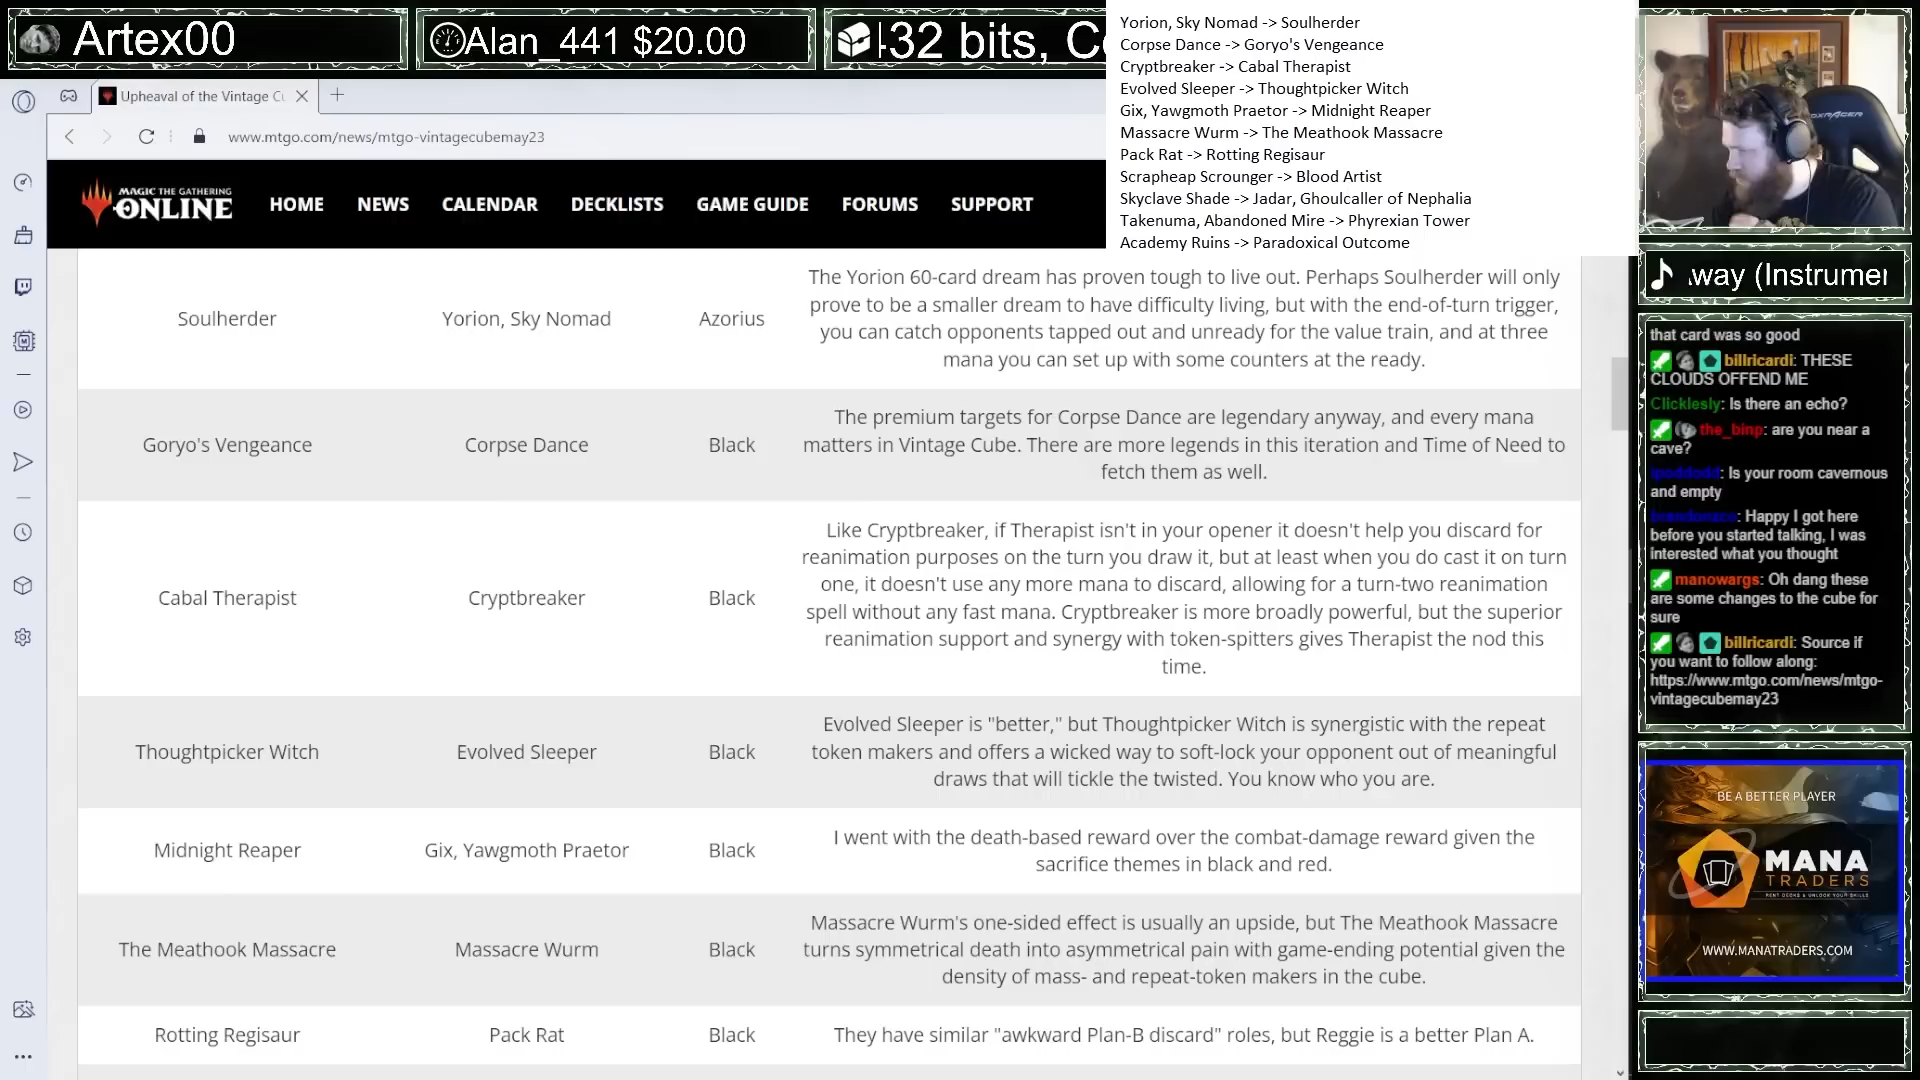 Artex00
Alan_441 $20.00
32 bits, C
Yorion, Sky Nomad -> Soulherder
Corpse Dance -> Goryo's Vengeance
Cryptbreaker -> Cabal Therapist
Evolved Sleeper -> Thoughtpicker Witch
Gix, Yawgmoth Praetor -> Midnight Reaper
Massacre Wurm -> The Meathook Massacre
Pack Rat -> Rotting Regisaur
Scrapheap Scrounger -> Blood Artist
Skyclave Shade -> Jadar, Ghoulcaller of Nephalia
Takenuma, Abandoned Mire -> Phyrexian Tower
Academy Ruins -> Paradoxical Outcome
Upheaval of the Vintage Cu
www.mtgo.com/news/mtgo-vintagecubemay23
MAGIC THE GATHERING
ONLINE
HOME NEWS CALENDAR DECKLISTS GAME GUIDE FORUMS SUPPORT
Soulherder
Yorion, Sky Nomad
Azorius
The Yorion 60-card dream has proven tough to live out. Perhaps Soulherder will only
prove to be a smaller dream to have difficulty living, but with the end-of-turn trigger,
you can catch opponents tapped out and unready for the value train, and at three
mana you can set up with some counters at the ready.
Goryo's Vengeance
Corpse Dance
Black
The premium targets for Corpse Dance are legendary anyway, and every mana
matters in Vintage Cube. There are more legends in this iteration and Time of Need to
fetch them as well.
Cabal Therapist
Cryptbreaker
Black
Like Cryptbreaker, if Therapist isn't in your opener it doesn't help you discard for
reanimation purposes on the turn you draw it, but at least when you do cast it on turn
one, it doesn't use any more mana to discard, allowing for a turn-two reanimation
spell without any fast mana. Cryptbreaker is more broadly powerful, but the superior
reanimation support and synergy with token-spitters gives Therapist the nod this
time.
Thoughtpicker Witch
Evolved Sleeper
Black
Evolved Sleeper is "better," but Thoughtpicker Witch is synergistic with the repeat
token makers and offers a wicked way to soft-lock your opponent out of meaningful
draws that will tickle the twisted. You know who you are.
Midnight Reaper
Gix, Yawgmoth Praetor
Black
I went with the death-based reward over the combat-damage reward given the
sacrifice themes in black and red.
The Meathook Massacre
Massacre Wurm
Black
Massacre Wurm's one-sided effect is usually an upside, but The Meathook Massacre
turns symmetrical death into asymmetrical pain with game-ending potential given the
density of mass- and repeat-token makers in the cube.
Rotting Regisaur
Pack Rat
Black
They have similar "awkward Plan-B discard" roles, but Reggie is a better Plan A.
way (Instrumen
that card was so good
billricardi: THESE
CLOUDS OFFEND ME
Clicklesly: Is there an echo?
the_binp: are you near a
cave?
: Is your room cavernous
and empty
: Happy I got here
before you started talking, I was
interested what you thought
manowargs: Oh dang these
are some changes to the cube for
sure
billricardi: Source if
you want to follow along:
https://www.mtgo.com/news/mtgo-
vintagecubemay23
BE A BETTER PLAYER
MANA
TRADERS
RENT DECKS & UNLOCK YOUR SKILLS
WWW.MANATRADERS.COM